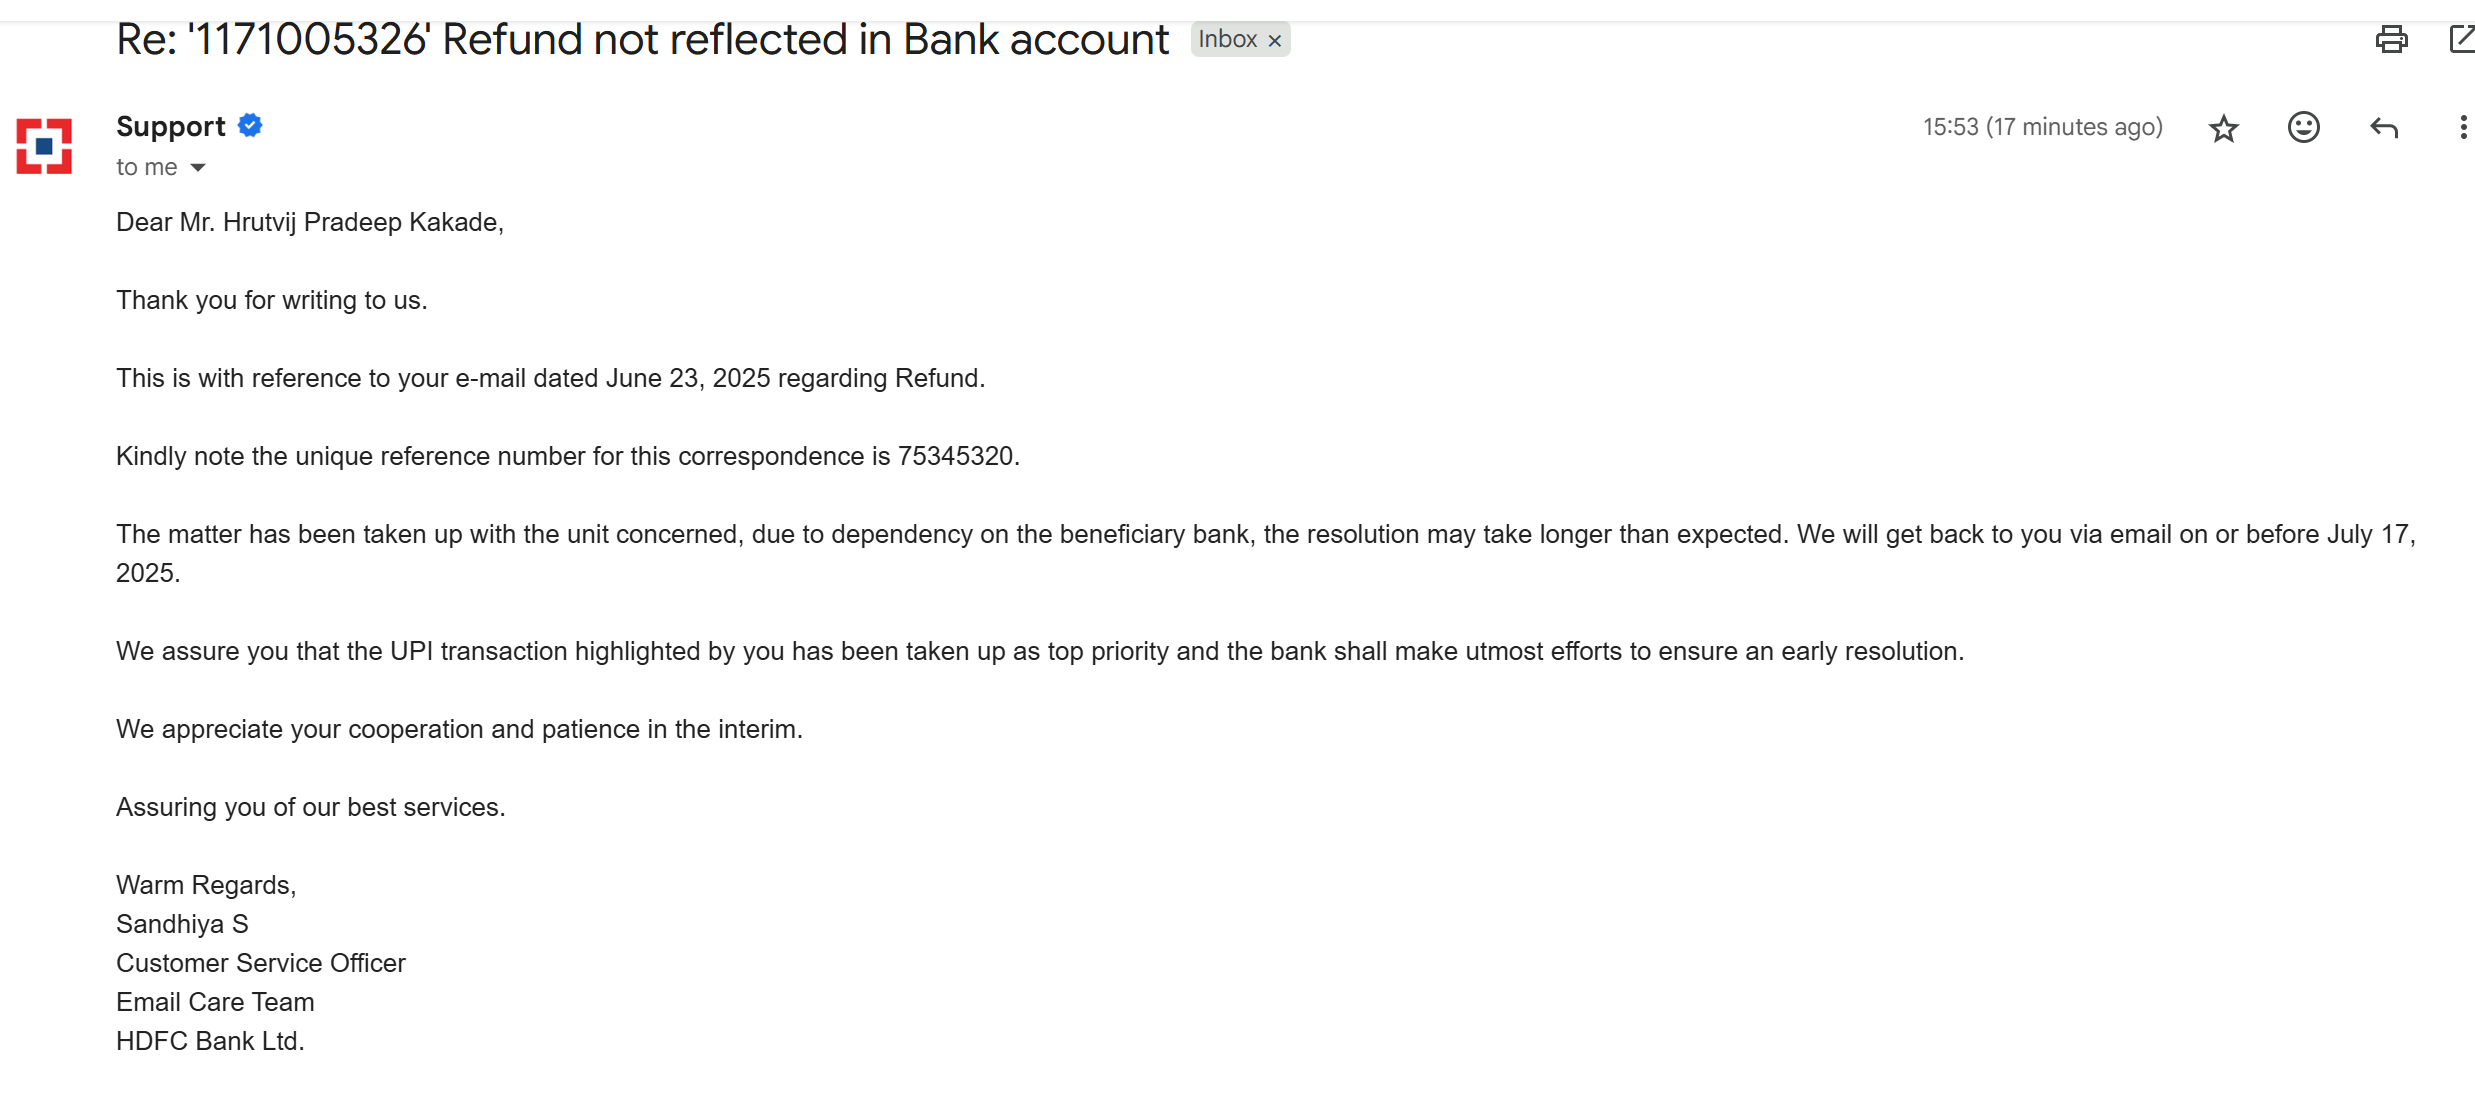 Re: '1171005326' Refund not reflected in Bank account Inbox ×
Support
15:53 (17 minutes ago)
to me
Dear Mr. Hrutvij Pradeep Kakade,
Thank you for writing to us.
This is with reference to your e-mail dated June 23, 2025 regarding Refund.
Kindly note the unique reference number for this correspondence is 75345320.
The matter has been taken up with the unit concerned, due to dependency on the beneficiary bank, the resolution may take longer than expected. We will get back to you via email on or before July 17,
2025.
We assure you that the UPI transaction highlighted by you has been taken up as top priority and the bank shall make utmost efforts to ensure an early resolution.
We appreciate your cooperation and patience in the interim.
Assuring you of our best services.
Warm Regards,
Sandhiya S
Customer Service Officer
Email Care Team
HDFC Bank Ltd.